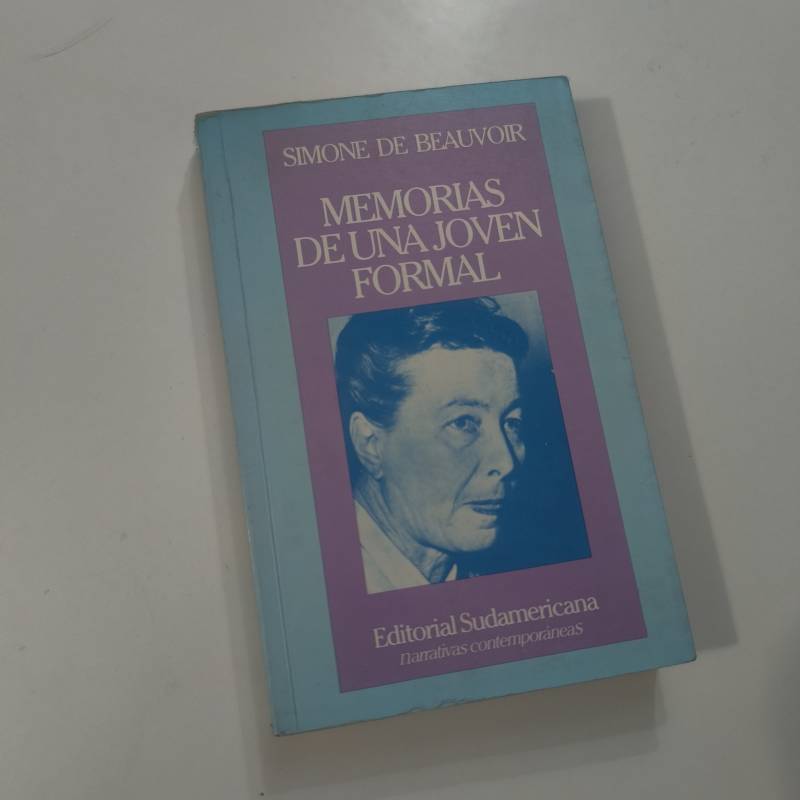 SIMONE DE BEAUVOIR
MEMORIAS
DE UNA JOVEN
FORMAL
Editorial Sudamericana
narrativas contemporáneas